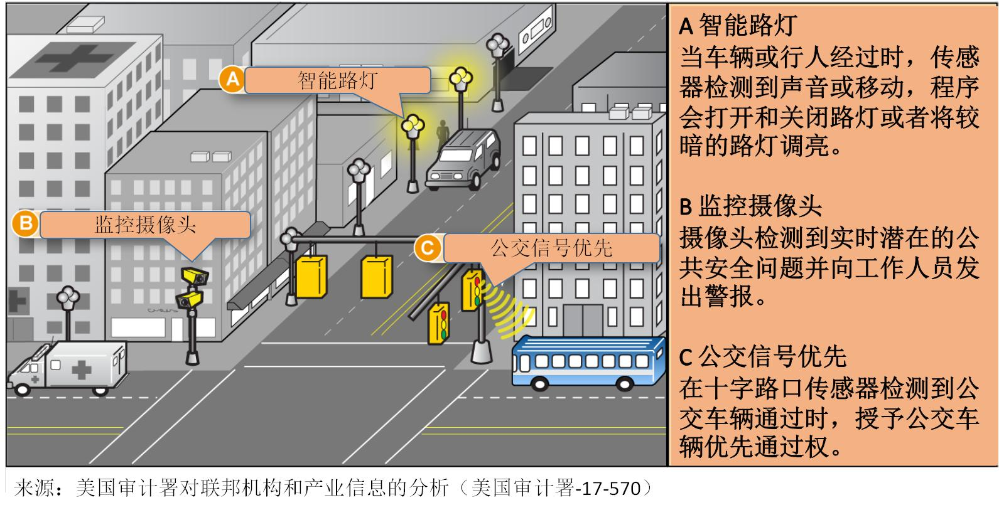 A 智能路灯
B 监控摄像头
C 公交信号优先
A 智能路灯
当车辆或行人经过时，传感
器检测到声音或移动，程序
会打开和关闭路灯或者将较
暗的路灯调亮。
B 监控摄像头
摄像头检测到实时潜在的公
共安全问题并向工作人员发
出警报。
C 公交信号优先
在十字路口传感器检测到公
交车辆通过时，授予公交车
辆优先通过权。
来源：美国审计署对联邦机构和产业信息的分析（美国审计署-17-570）